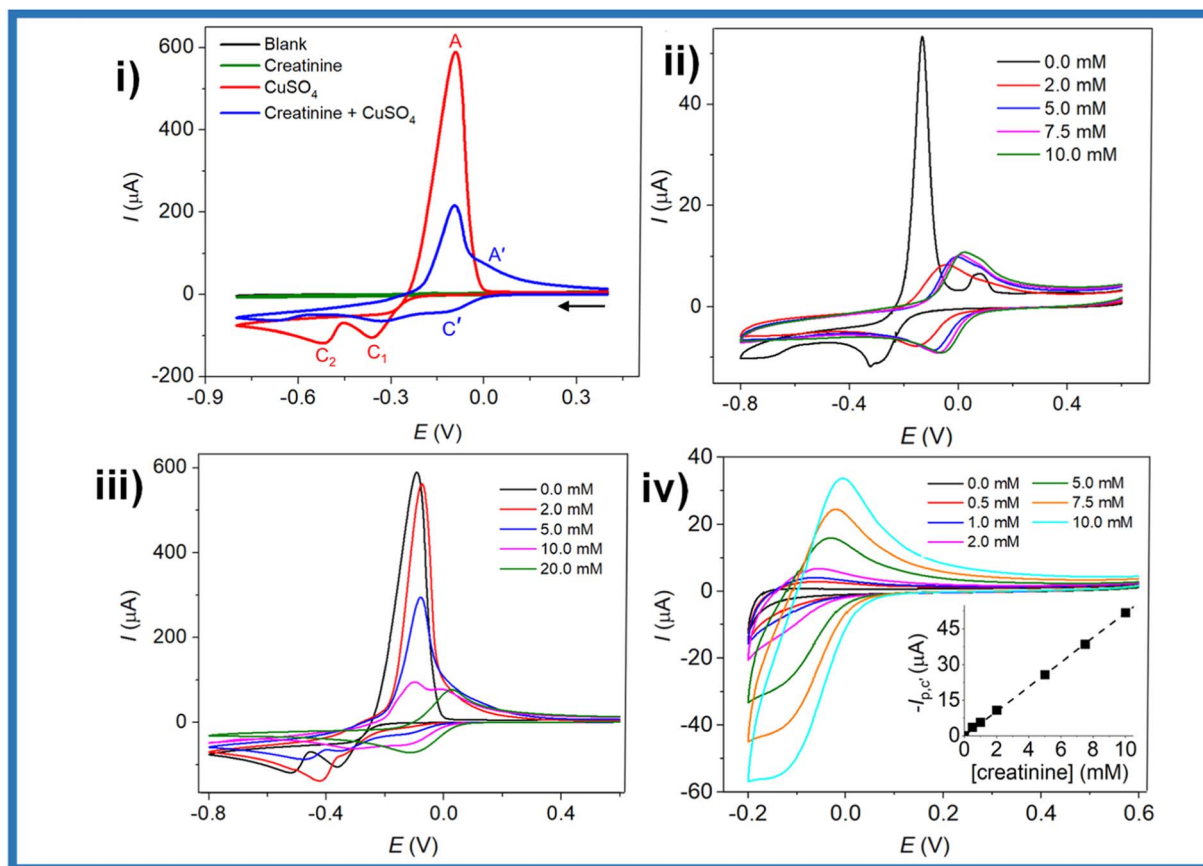 i)
Blank
Creatinine
CuSO₄
Creatinine + CuSO₄
A
A′
C′
C₂
C₁
600
400
200
0
-200
I (μA)
-0.9
-0.6
-0.3
0.0
0.3
E (V)
ii)
0.0 mM
2.0 mM
5.0 mM
7.5 mM
10.0 mM
40
20
0
I (μA)
-0.8
-0.4
0.0
0.4
E (V)
iii)
0.0 mM
2.0 mM
5.0 mM
10.0 mM
20.0 mM
600
400
200
0
I (μA)
-0.8
-0.4
0.0
0.4
E (V)
iv)
0.0 mM
0.5 mM
1.0 mM
2.0 mM
5.0 mM
7.5 mM
10.0 mM
40
20
0
-20
-40
-60
I (μA)
-0.2
0.0
0.2
0.4
0.6
E (V)
45
30
15
0
-Iₚ,c′ (μA)
0
2
4
6
8
10
[creatinine] (mM)